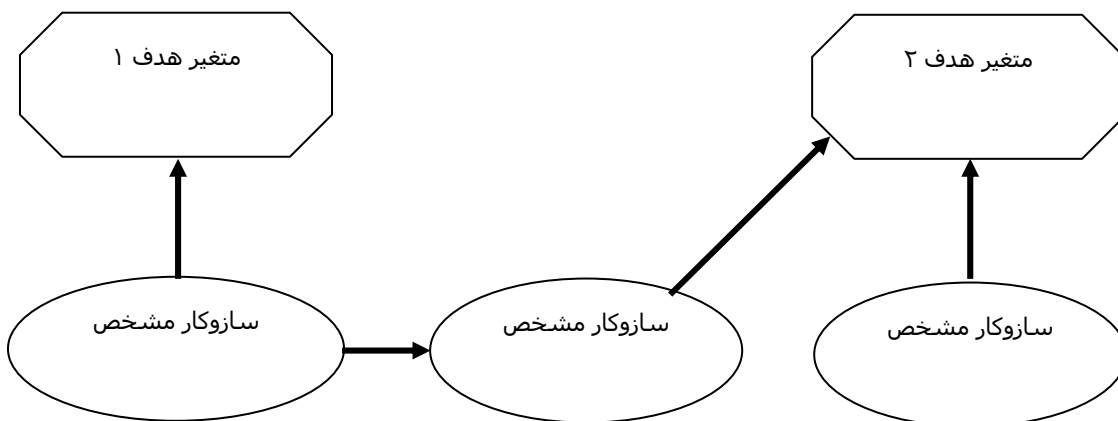 متغیر هدف ۲
متغیر هدف ۱
سازوکار مشخص
سازوکار مشخص
سازوکار مشخص